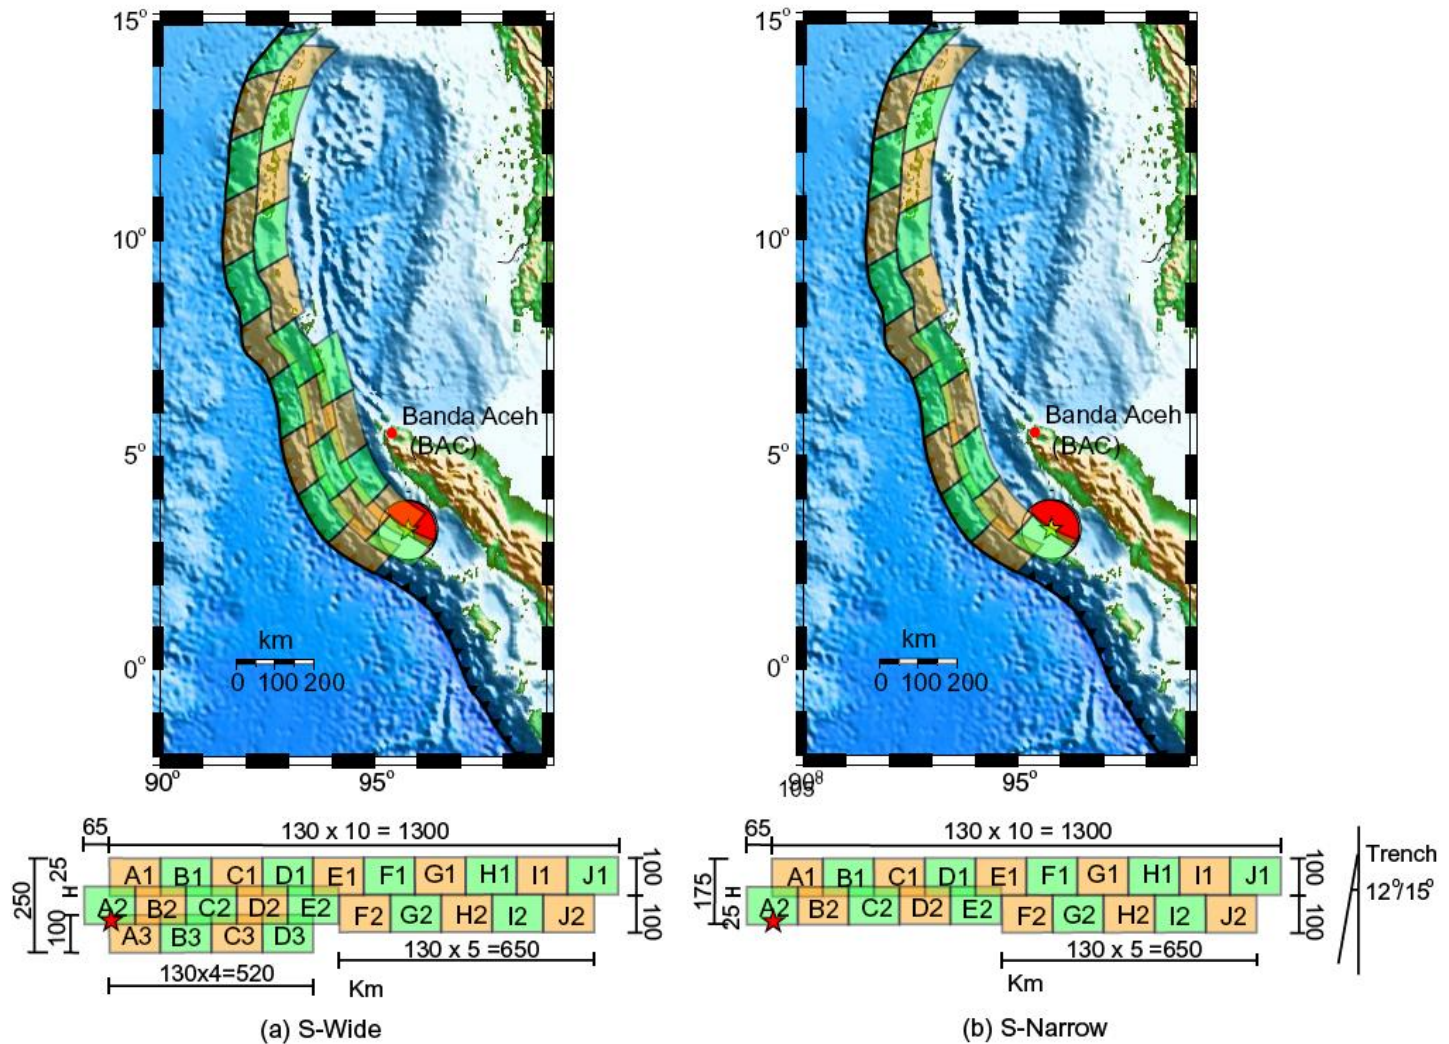 15°
10°
5°
0°
90°
95°
Banda Aceh
(BAC)
km
0 100 200
15°
10°
5°
0°
95°
Banda Aceh
(BAC)
km
0 100 200
65
130 x 10 = 1300
250
25
H
100
A1 B1 C1 D1 E1 F1 G1 H1 I1 J1
A2 B2 C2 D2 E2 F2 G2 H2 I2 J2
A3 B3 C3 D3
100
100
130 x 5 =650
130x4=520
Km
(a) S-Wide
65
130 x 10 = 1300
175
25 H
A1 B1 C1 D1 E1 F1 G1 H1 I1 J1
A2 B2 C2 D2 E2 F2 G2 H2 I2 J2
100
100
130 x 5 =650
Km
(b) S-Narrow
Trench
12°/15°